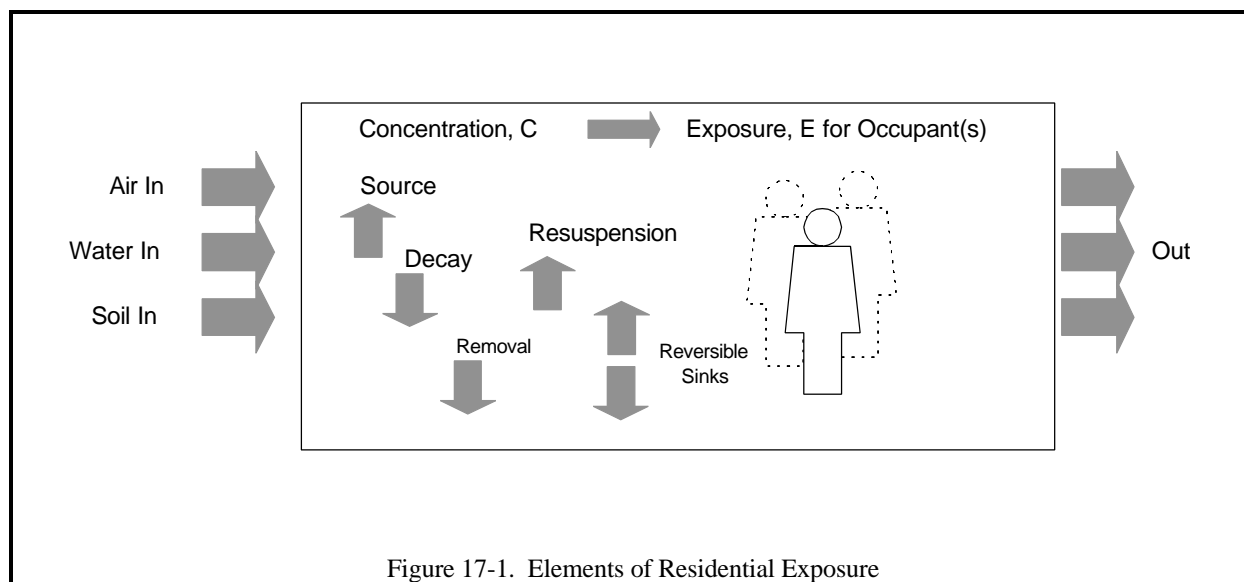 Concentration, C
Exposure, E for Occupant(s)
Air In
Source
Resuspension
Water In
Decay
Out
Soil In
Removal
Reversible
Sinks
Figure 17-1. Elements of Residential Exposure